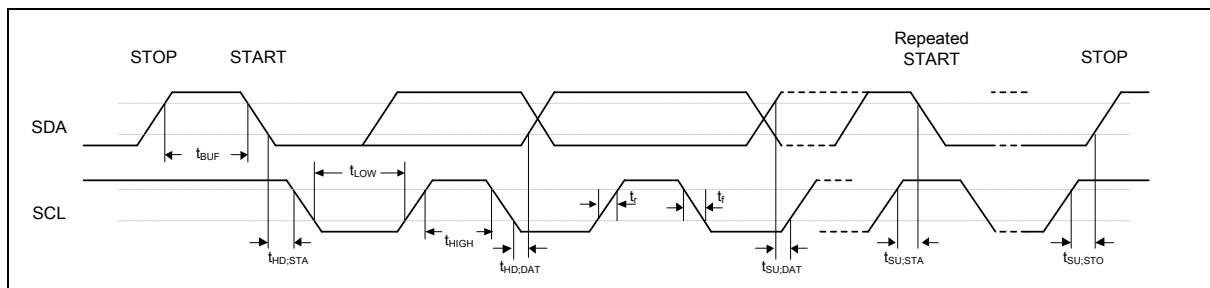 Repeated
STOP START START STOP
SDA
tBUF
tLOW
SCL
tr tf
tHIGH
tHD;STA tHD;DAT tSU;DAT tSU;STA tSU;STO